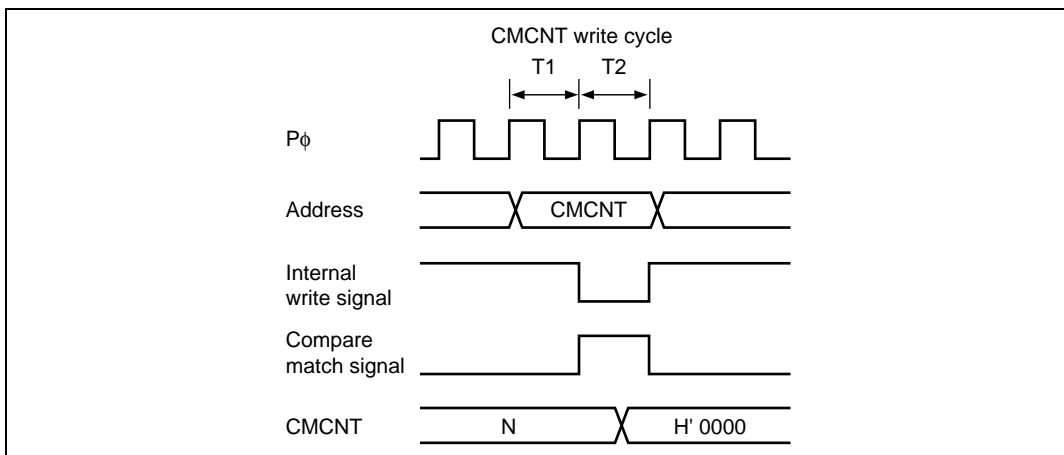 CMCNT write cycle
T1 T2
Pϕ
Address CMCNT
Internal
write signal
Compare
match signal
CMCNT N H' 0000